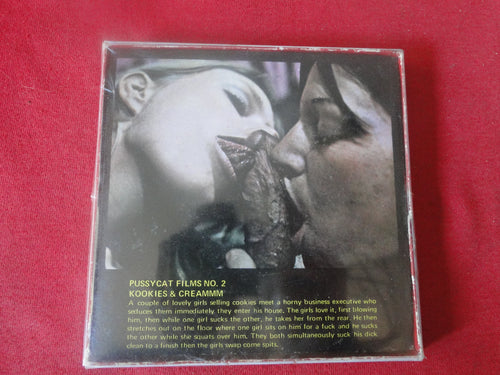 PUSSYCAT FILMS NO. 2
KOOKIES & CREAMMM
A couple of lovely girls selling cookies meet a horny business executive who
seduces them immediately they enter his house. The girls love it, first blowing
him, then while one girl sucks the other, he takes her from the rear. He then
stretches out on the floor where one girl sits on him for a fuck and he sucks
the other while she squats over him. They both simultaneously suck his dick
clean to a finish then the girls swap come spits.